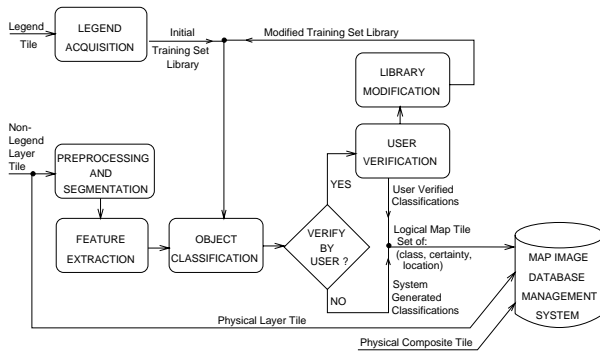 Legend
Tile
LEGEND
ACQUISITION
Initial
Training Set
Library
Modified Training Set Library
LIBRARY
MODIFICATION
Non-
Legend
Layer
Tile
PREPROCESSING
AND
SEGMENTATION
USER
VERIFICATION
YES
User Verified
Classifications
FEATURE
EXTRACTION
OBJECT
CLASSIFICATION
VERIFY
BY
USER ?
Logical Map Tile
Set of:
(class, certainty,
location)
MAP IMAGE
DATABASE
MANAGEMENT
SYSTEM
NO
System
Generated
Classifications
Physical Layer Tile
Physical Composite Tile